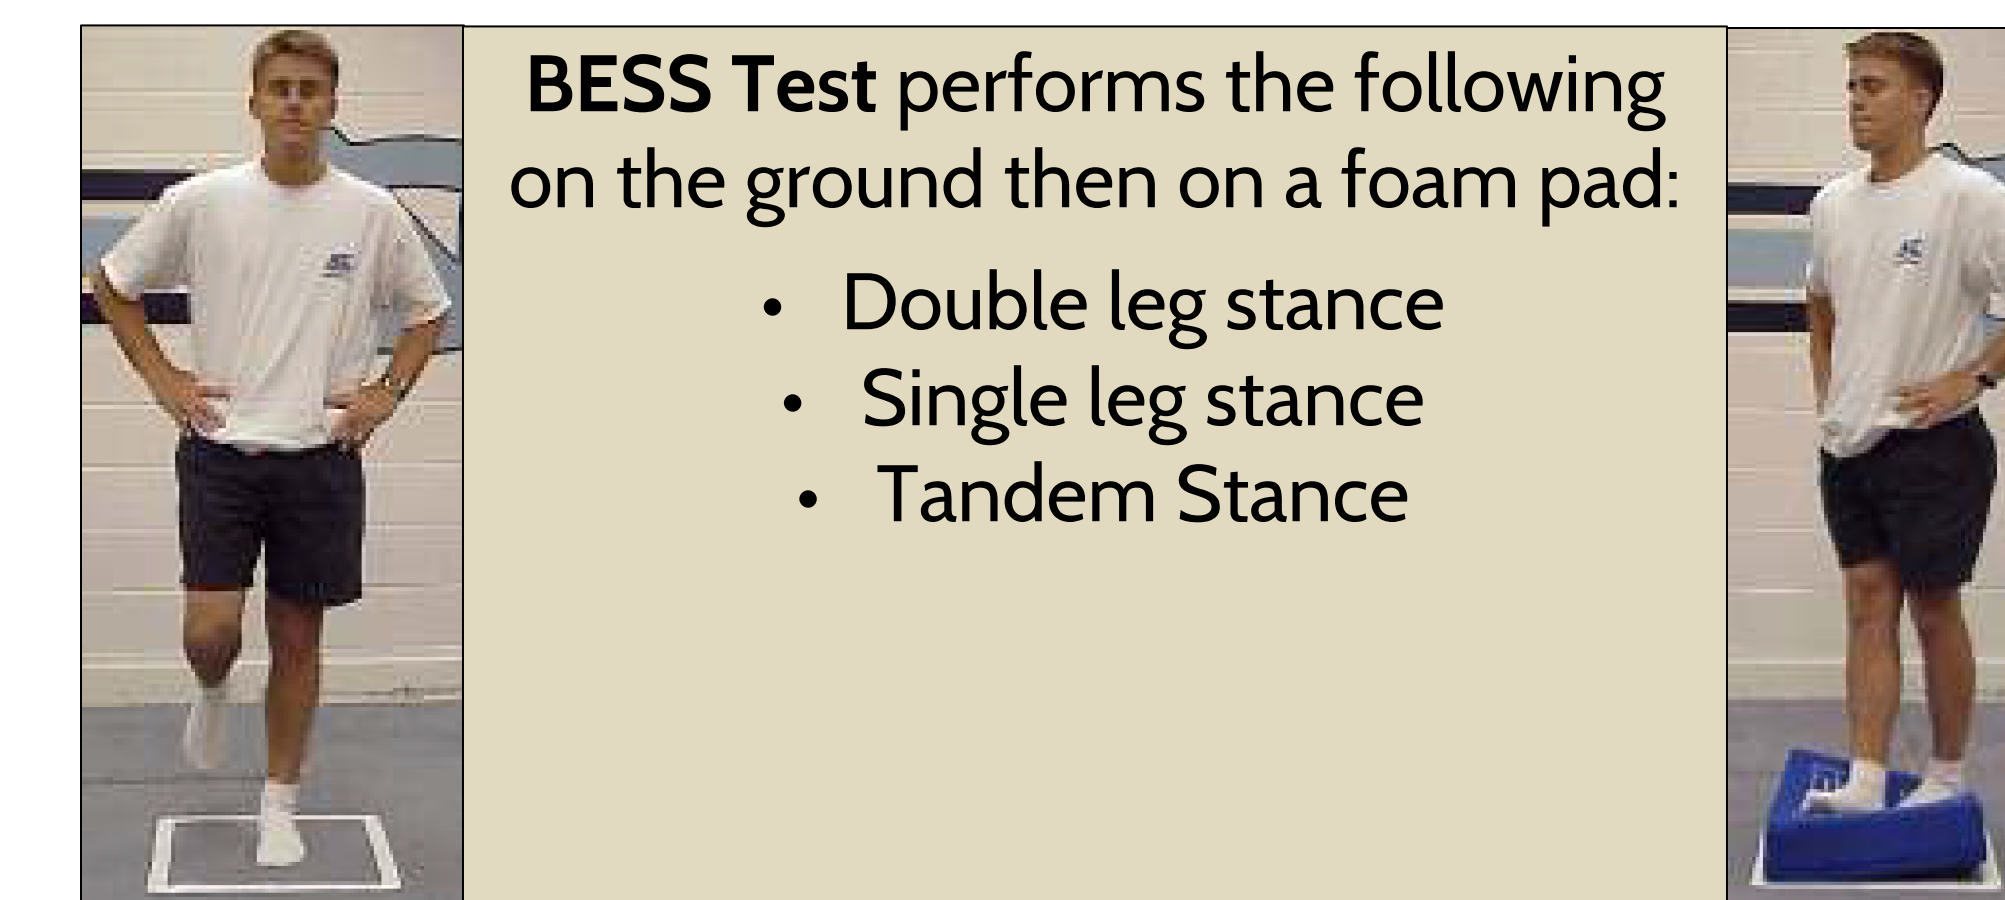 BESS Test performs the following
on the ground then on a foam pad:
• Double leg stance
• Single leg stance
• Tandem Stance